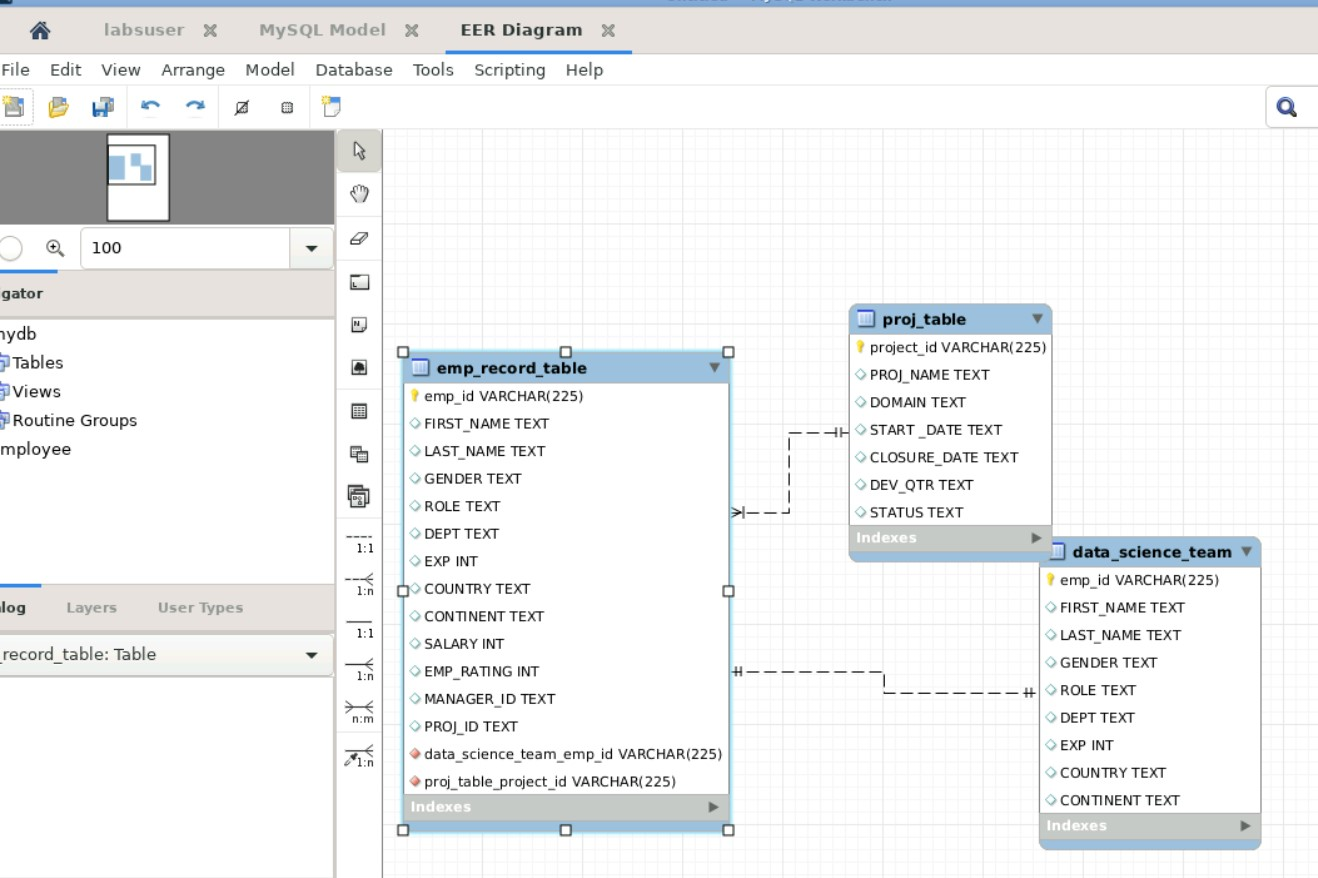 labsuser
MySQL Model
EER Diagram
File Edit View Arrange Model Database Tools Scripting Help
100
Tables
Views
Routine Groups
Layers
User Types
record_table: Table
1:1
1:n
1:1
1:n
n:m
1:n
emp_record_table
emp_id VARCHAR(225)
FIRST_NAME TEXT
LAST_NAME TEXT
GENDER TEXT
ROLE TEXT
DEPT TEXT
EXP INT
COUNTRY TEXT
CONTINENT TEXT
SALARY INT
EMP_RATING INT
MANAGER_ID TEXT
PROJ_ID TEXT
data_science_team_emp_id VARCHAR(225)
proj_table_project_id VARCHAR(225)
Indexes
proj_table
project_id VARCHAR(225)
PROJ_NAME TEXT
DOMAIN TEXT
START _DATE TEXT
CLOSURE_DATE TEXT
DEV_QTR TEXT
STATUS TEXT
Indexes
data_science_team
emp_id VARCHAR(225)
FIRST_NAME TEXT
LAST_NAME TEXT
GENDER TEXT
ROLE TEXT
DEPT TEXT
EXP INT
COUNTRY TEXT
CONTINENT TEXT
Indexes